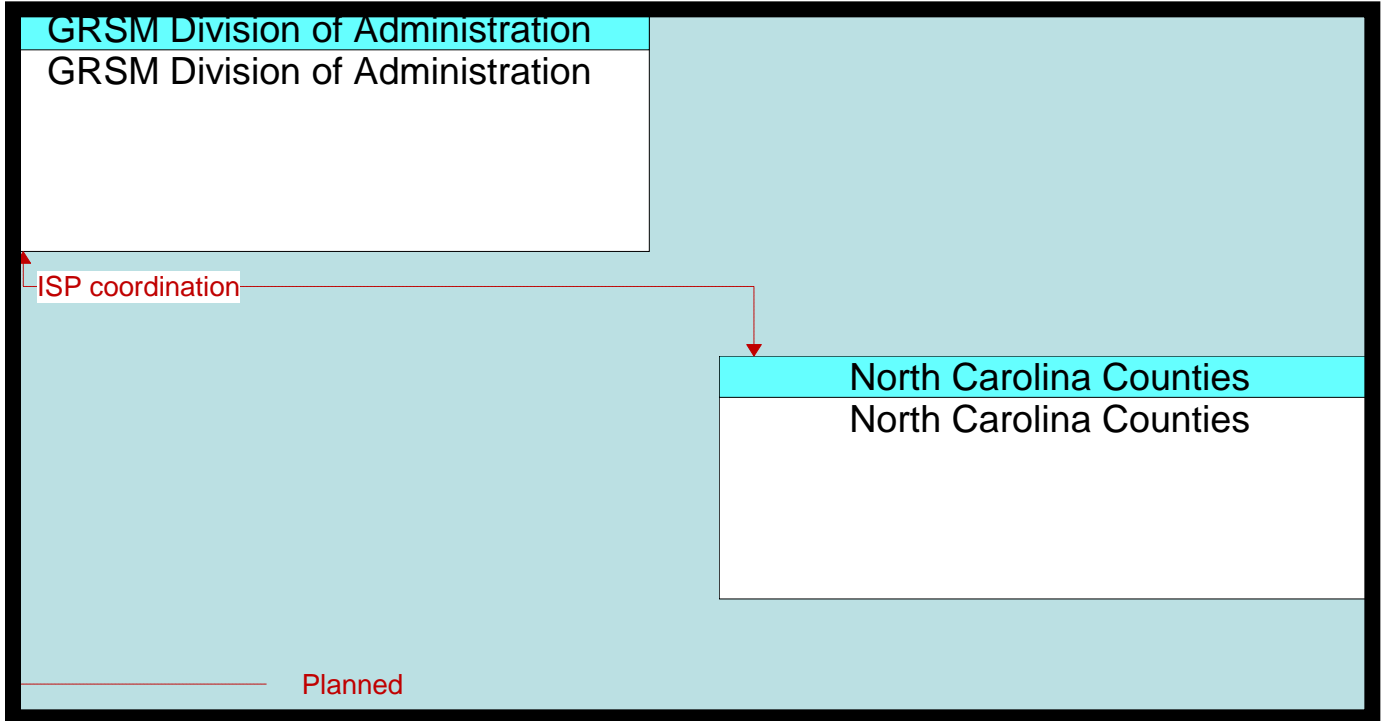 GRSM Division of Administration
GRSM Division of Administration
ISP coordination
North Carolina Counties
North Carolina Counties
Planned